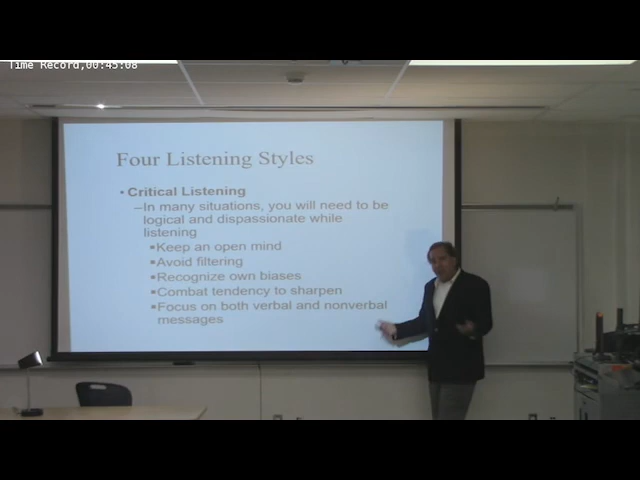 Time Record,00:45:08
Four Listening Styles
• Critical Listening
–In many situations, you will need to be
logical and dispassionate while
listening
▪Keep an open mind
▪Avoid filtering
▪Recognize own biases
▪Combat tendency to sharpen
▪Focus on both verbal and nonverbal
messages